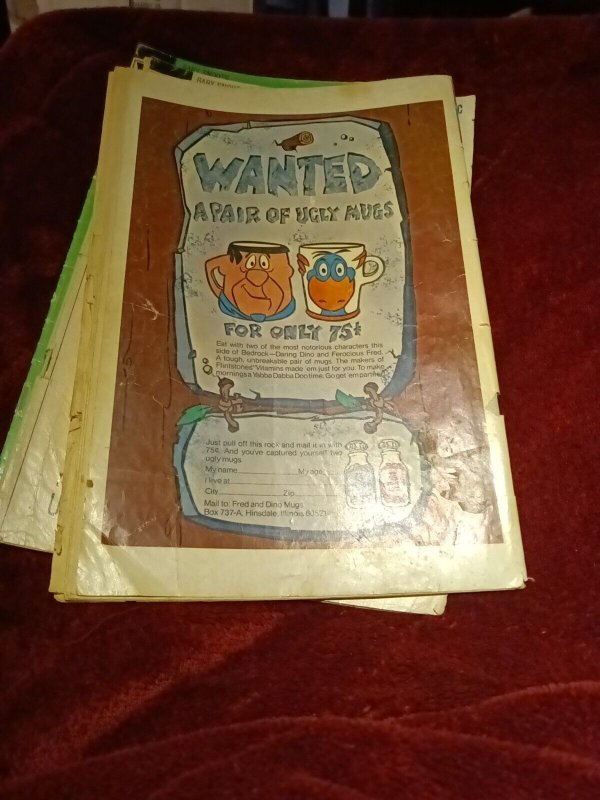 WANTED
A PAIR OF UGLY MUGS
FOR ONLY 75¢
Eat with two of the most notorious characters this
side of Bedrock—Daring Dino and Ferocious Fred.
A tough, unbreakable pair of mugs. The makers of
Flintstones® Vitamins made 'em just for you. To make
mornings a Yabba Dabba Doo time. Go get 'em partner.
Just pull off this rock and mail it in with
75¢. And you've captured yourself two
ugly mugs.
My name My age
I live at
City Zip
Mail to: Fred and Dino Mugs
Box 737-A, Hinsdale, Illinois 60521